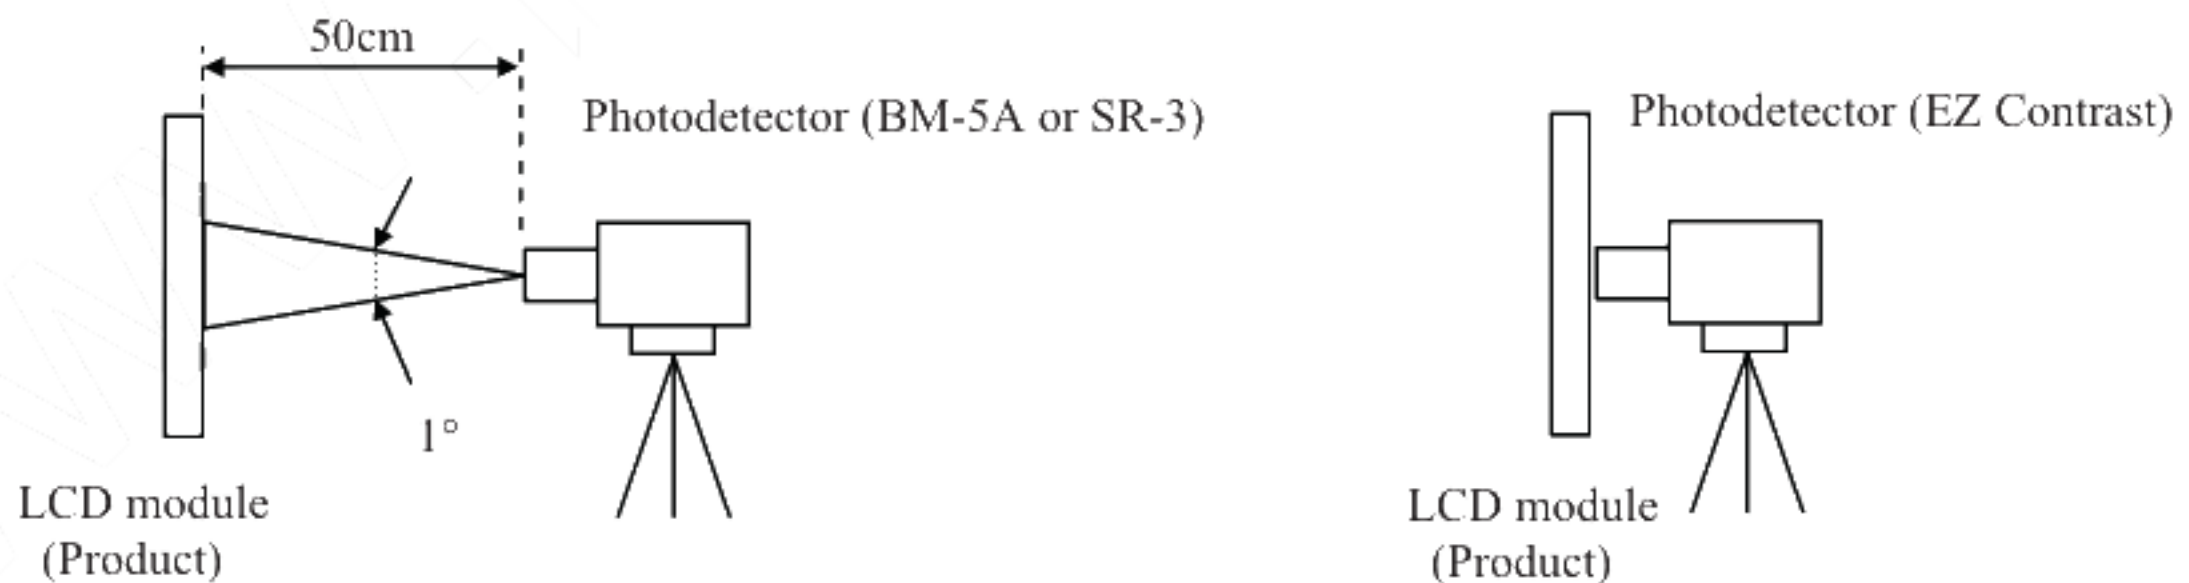 50cm
Photodetector (BM-5A or SR-3)
1°
LCD module
(Product)
Photodetector (EZ Contrast)
LCD module
(Product)